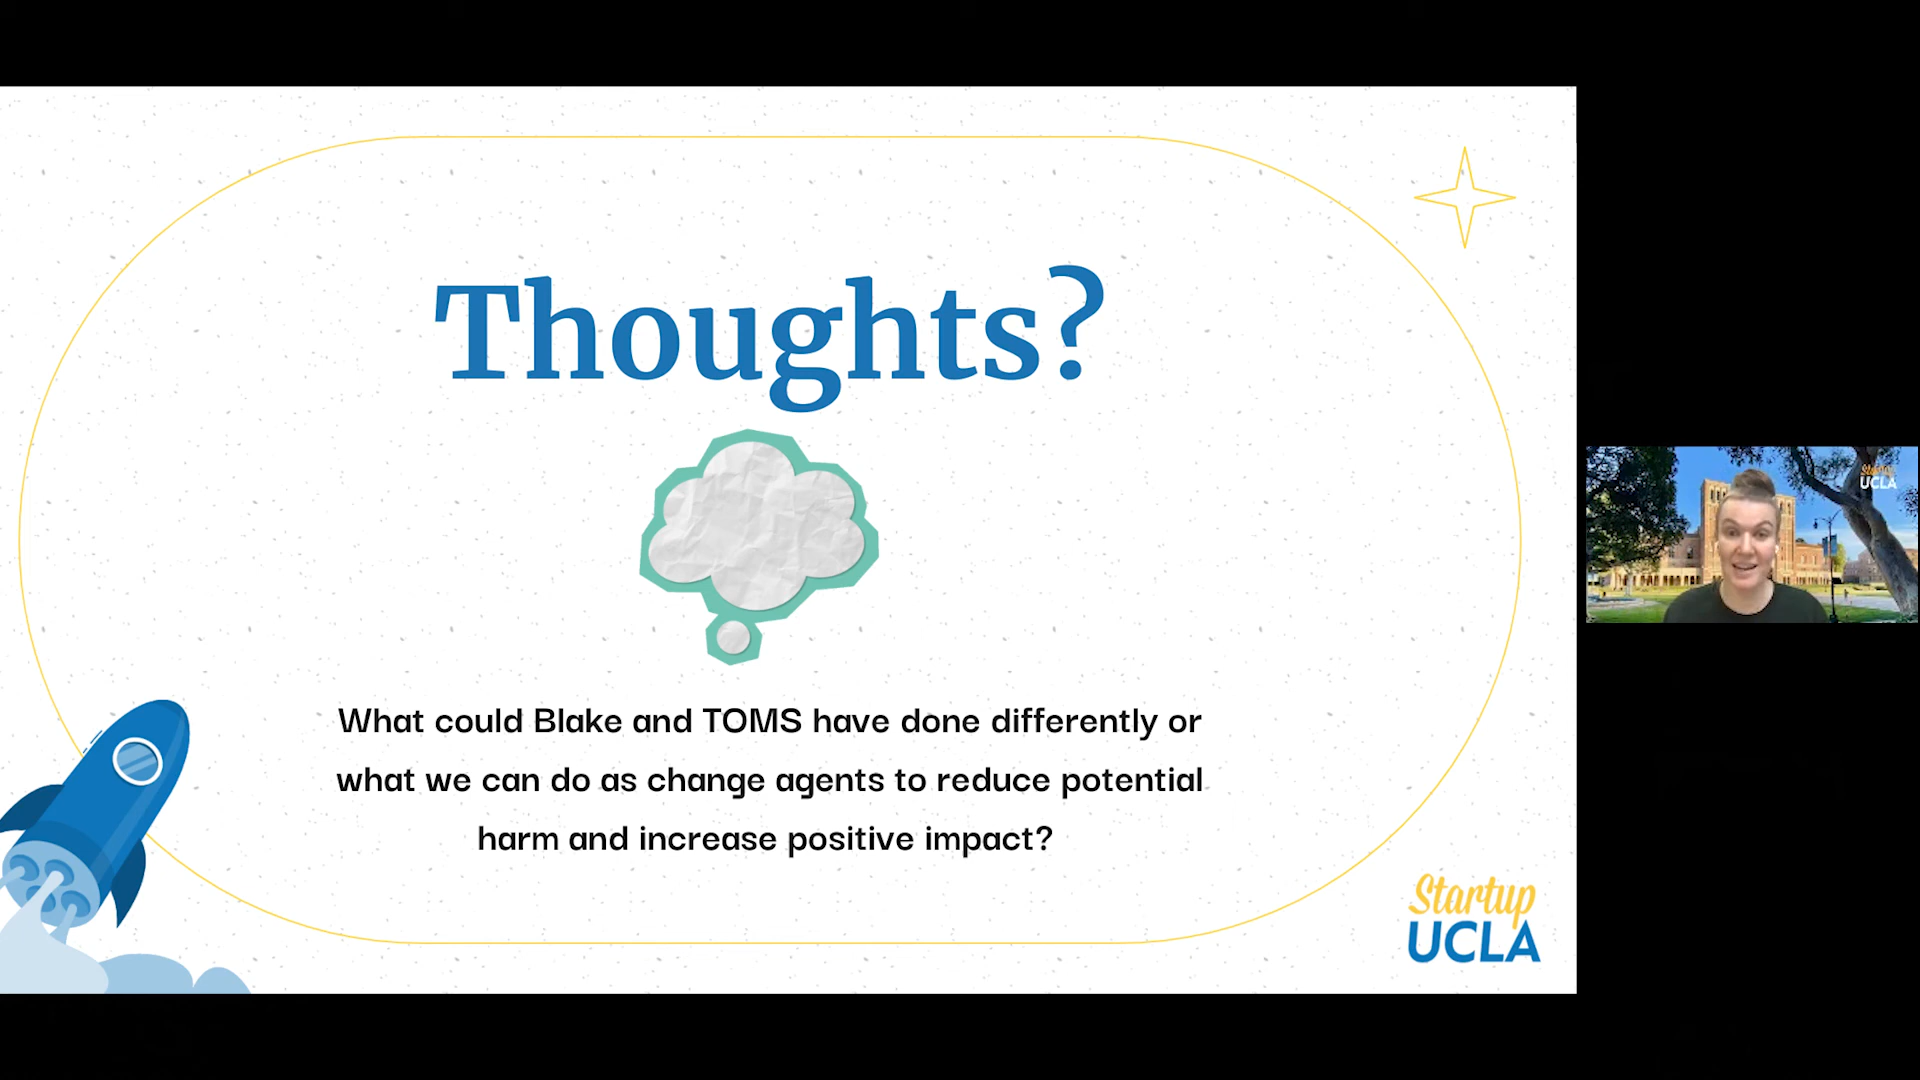 Thoughts?
What could Blake and TOMS have done differently or
what we can do as change agents to reduce potential
harm and increase positive impact?
Startup
UCLA
Startup
UCLA